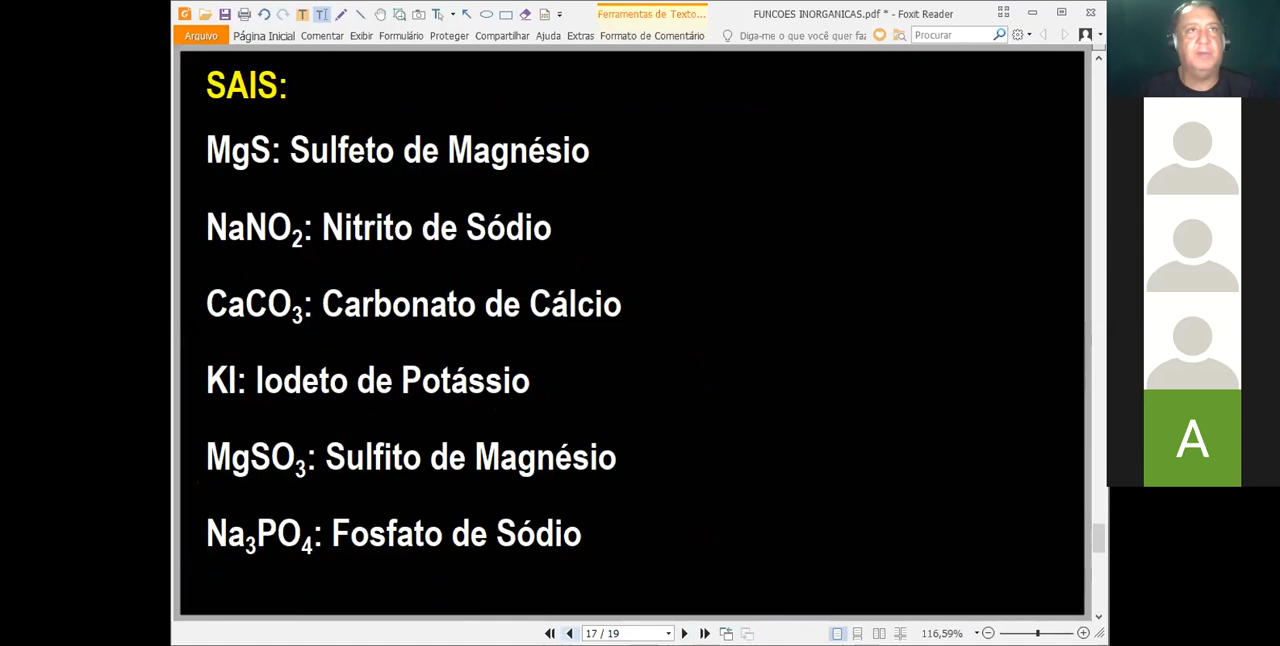 Ferramentas de Texto...
FUNCOES INORGANICAS.pdf * - Foxit Reader
Arquivo Página Inicial Comentar Exibir Formulário Proteger Compartilhar Ajuda Extras Formato de Comentário Diga-me o que você quer faz Procurar
SAIS:
MgS: Sulfeto de Magnésio
NaNO₂: Nitrito de Sódio
CaCO₃: Carbonato de Cálcio
KI: Iodeto de Potássio
MgSO₃: Sulfito de Magnésio
Na₃PO₄: Fosfato de Sódio
A
17 / 19
116,59%